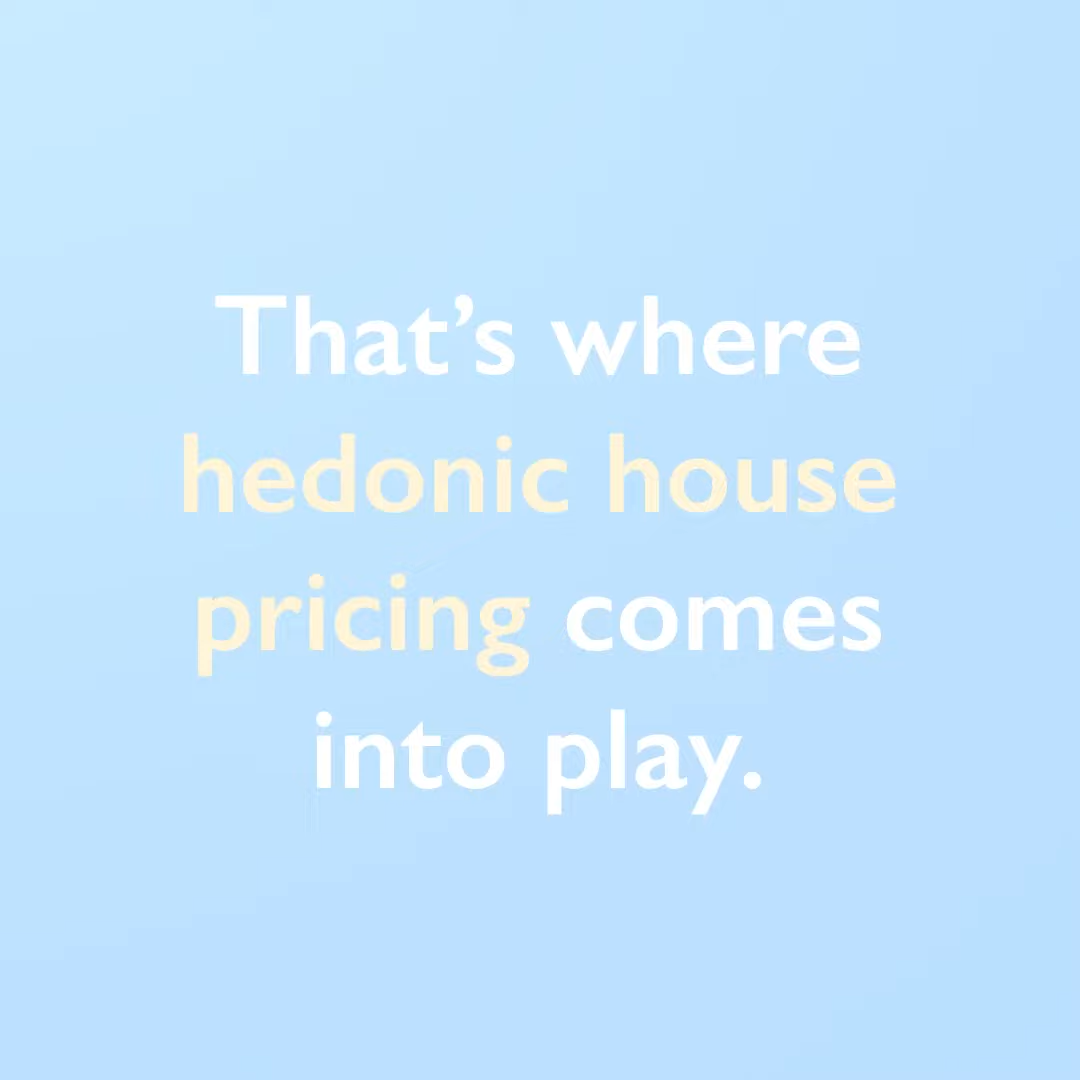 That’s where
hedonic house
pricing comes
into play.